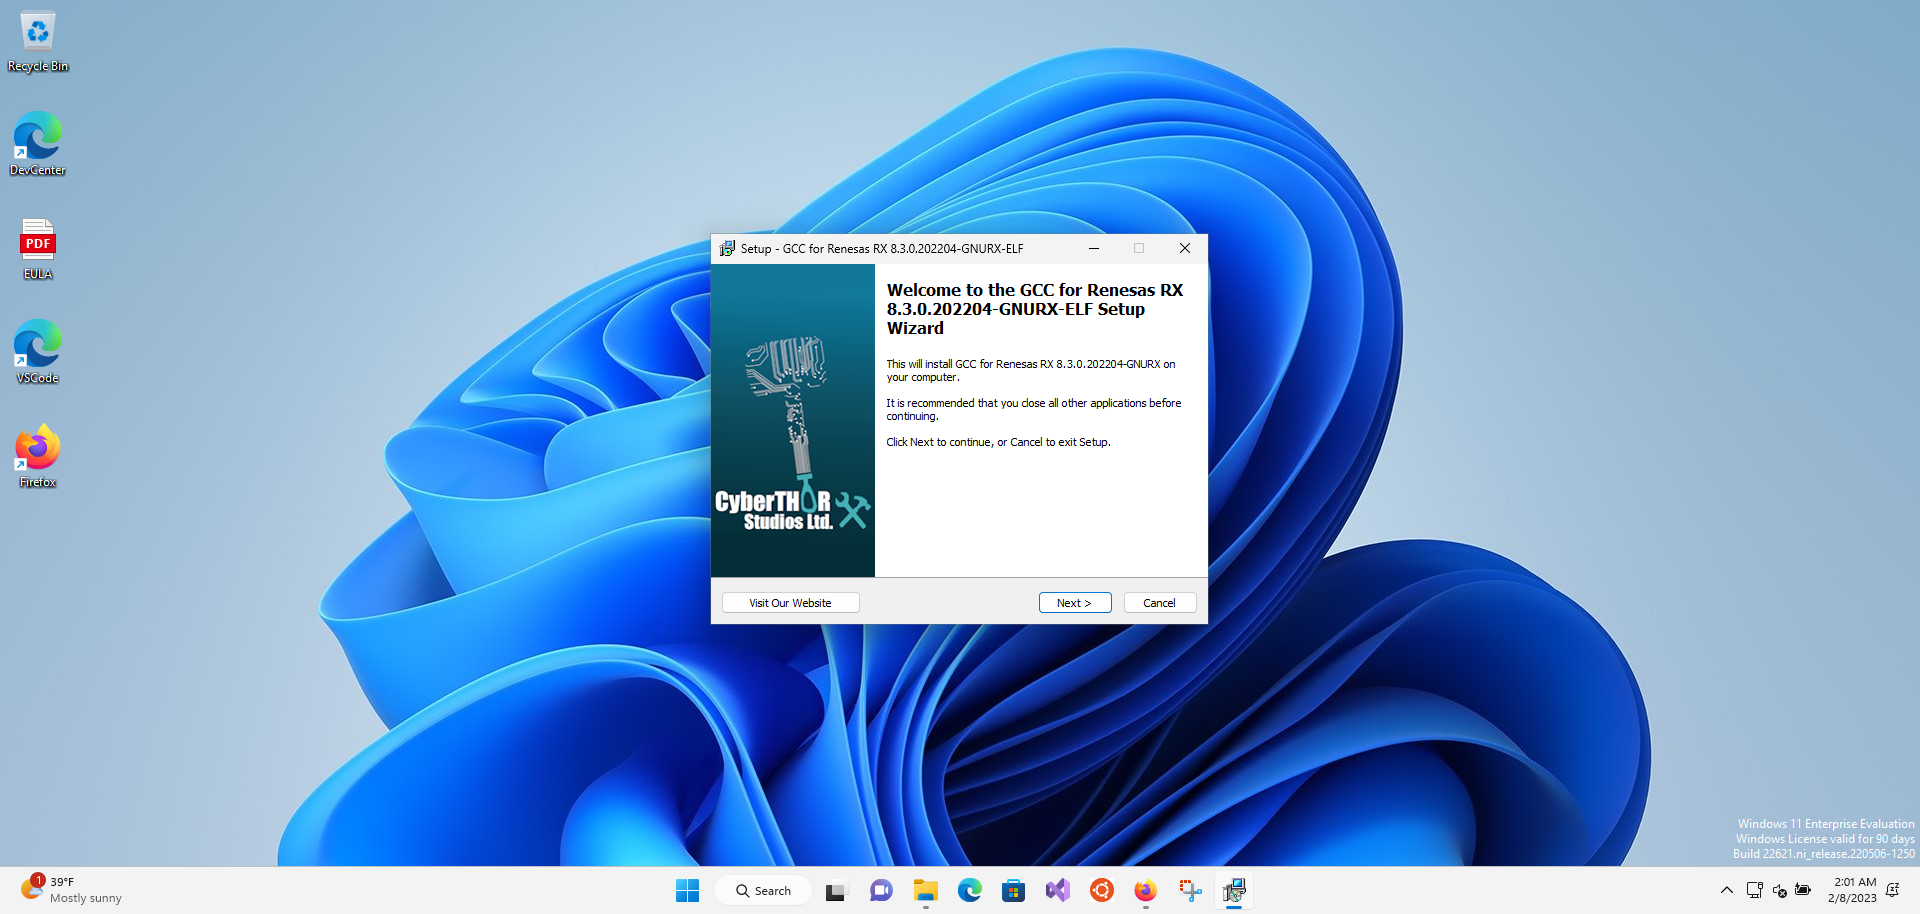 Recycle Bin
DevCenter
PDF
EULA
VSCode
Firefox
Setup - GCC for Renesas RX 8.3.0.202204-GNURX-ELF
Welcome to the GCC for Renesas RX
8.3.0.202204-GNURX-ELF Setup
Wizard
This will install GCC for Renesas RX 8.3.0.202204-GNURX on
your computer.
It is recommended that you close all other applications before
continuing.
Click Next to continue, or Cancel to exit Setup.
CyberTHOR
Studios Ltd.
Visit Our Website
Next >
Cancel
Windows 11 Enterprise Evaluation
Windows License valid for 90 days
Build 22621.ni_release.220506-1250
1
39°F
Mostly sunny
Search
2:01 AM
2/8/2023